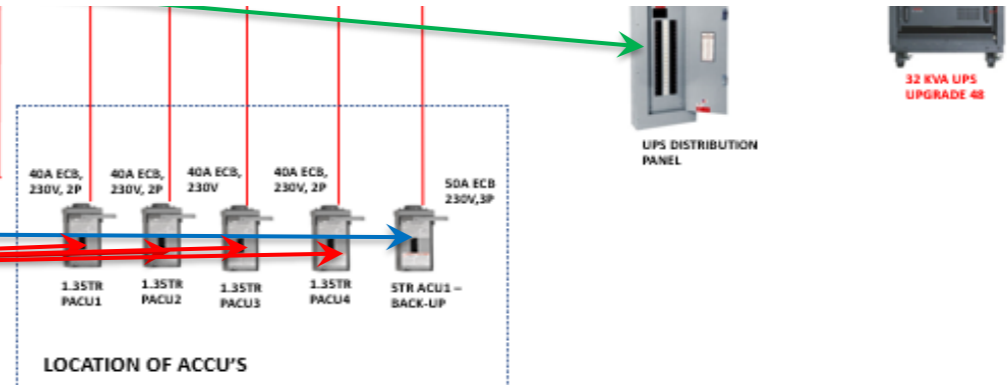 32 KVA UPS
UPGRADE 48
UPS DISTRIBUTION
PANEL
40A ECB,
230V, 2P
40A ECB,
230V, 2P
40A ECB,
230V
40A ECB,
230V, 2P
50A ECB
230V,3P
1.35TR
PACU1
1.35TR
PACU2
1.35TR
PACU3
1.35TR
PACU4
5TR ACU1 –
BACK-UP
LOCATION OF ACCU'S